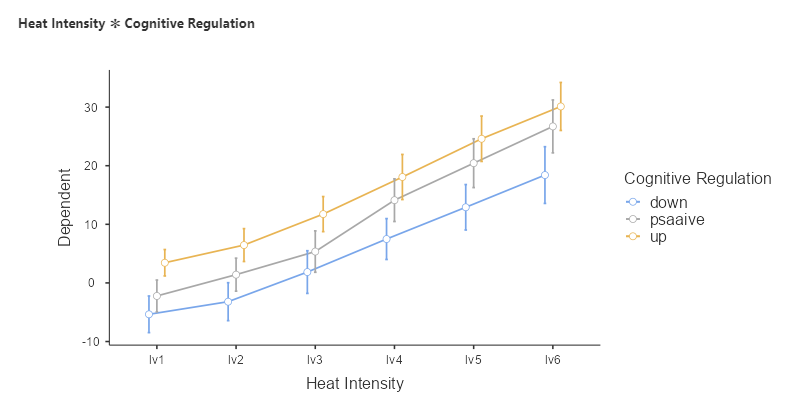 Heat Intensity ✻ Cognitive Regulation
30
20
10
0
-10
Dependent
lv1 lv2 lv3 lv4 lv5 lv6
Heat Intensity
Cognitive Regulation
down
psaaive
up